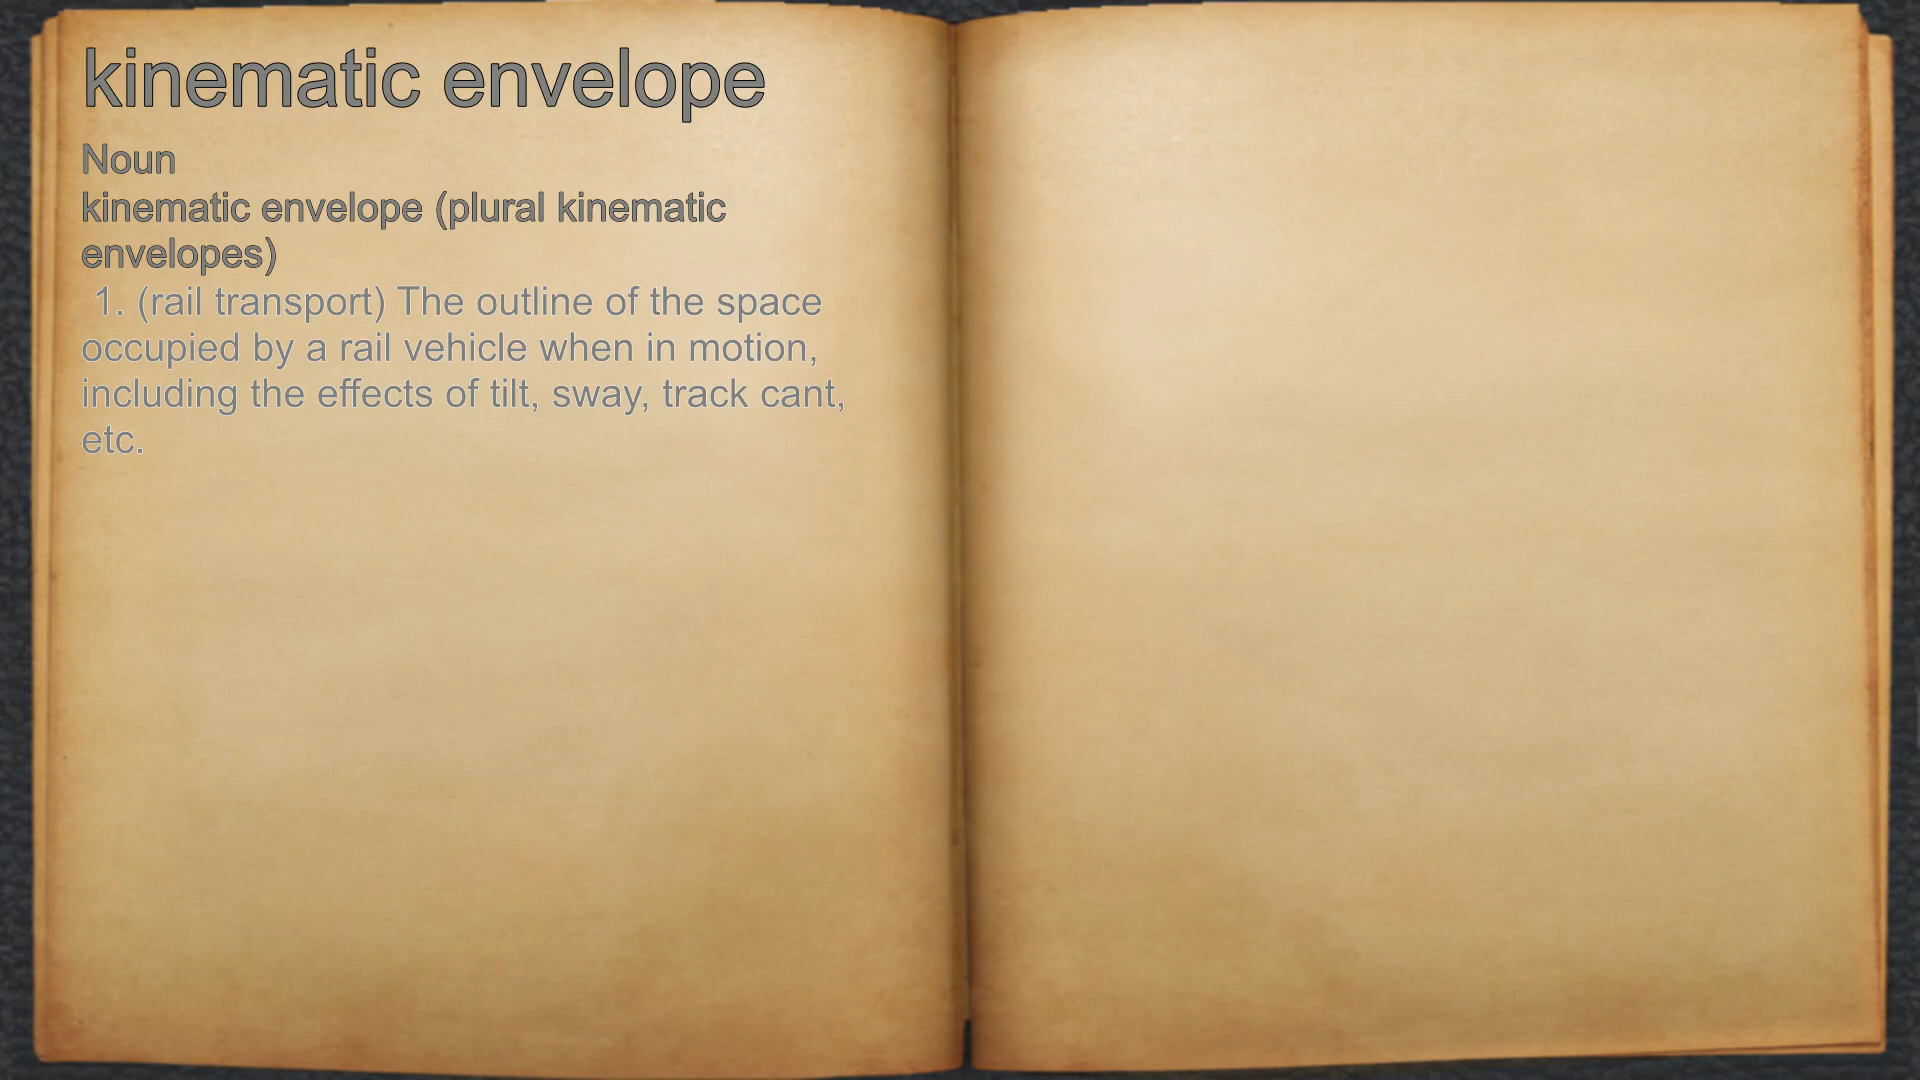 kinematic envelope
Noun
kinematic envelope (plural kinematic
envelopes)
1. (rail transport) The outline of the space
occupied by a rail vehicle when in motion,
including the effects of tilt, sway, track cant,
etc.